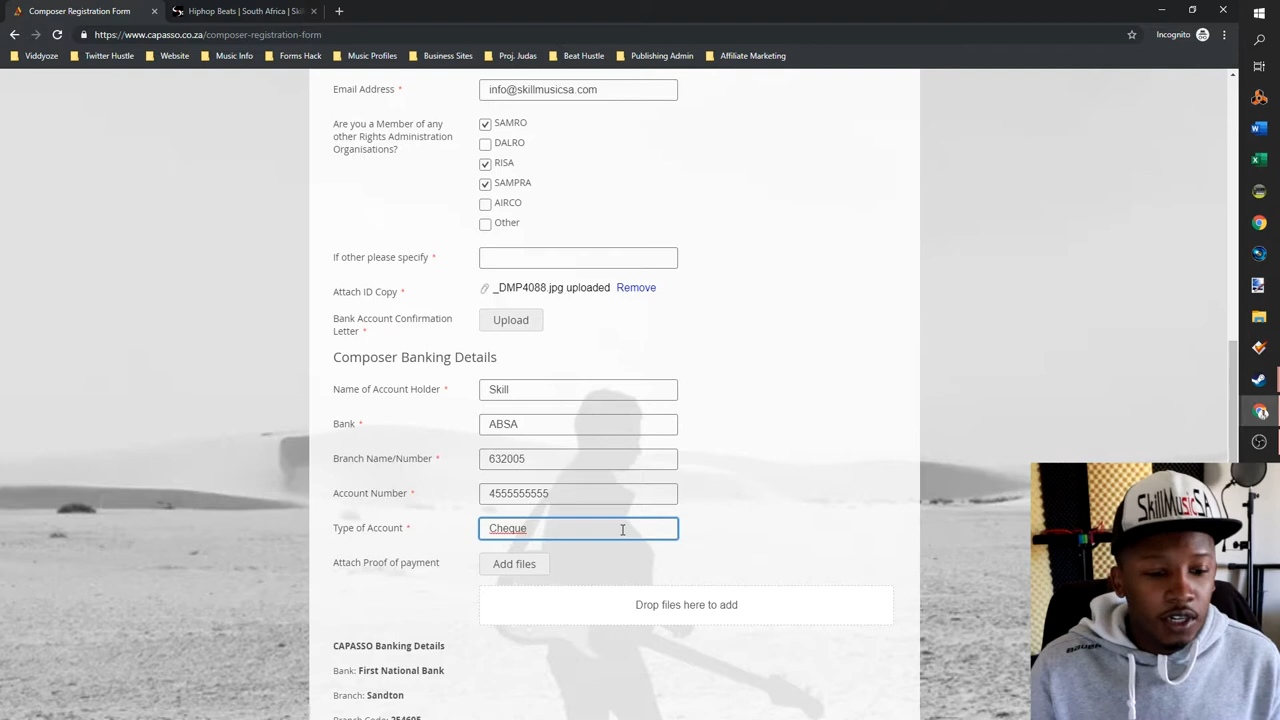 Composer Registration Form
Hiphop Beats | South Africa | Skil
https://www.capasso.co.za/composer-registration-form
Incognito
Viddyoze
Twitter Hustle
Website
Music Info
Forms Hack
Music Profiles
Business Sites
Proj. Judas
Beat Hustle
Publishing Admin
Affiliate Marketing
Email Address *
info@skillmusicsa.com
Are you a Member of any
other Rights Administration
Organisations?
SAMRO
DALRO
RISA
SAMPRA
AIRCO
Other
If other please specify *
Attach ID Copy *
_DMP4088.jpg uploaded Remove
Bank Account Confirmation
Letter *
Upload
Composer Banking Details
Name of Account Holder *
Skill
Bank *
ABSA
Branch Name/Number *
632005
Account Number *
4555555555
Type of Account *
Cheque
Attach Proof of payment
Add files
Drop files here to add
CAPASSO Banking Details
Bank: First National Bank
Branch: Sandton
Branch Code: 254605
SkillMusicSA
BAUER